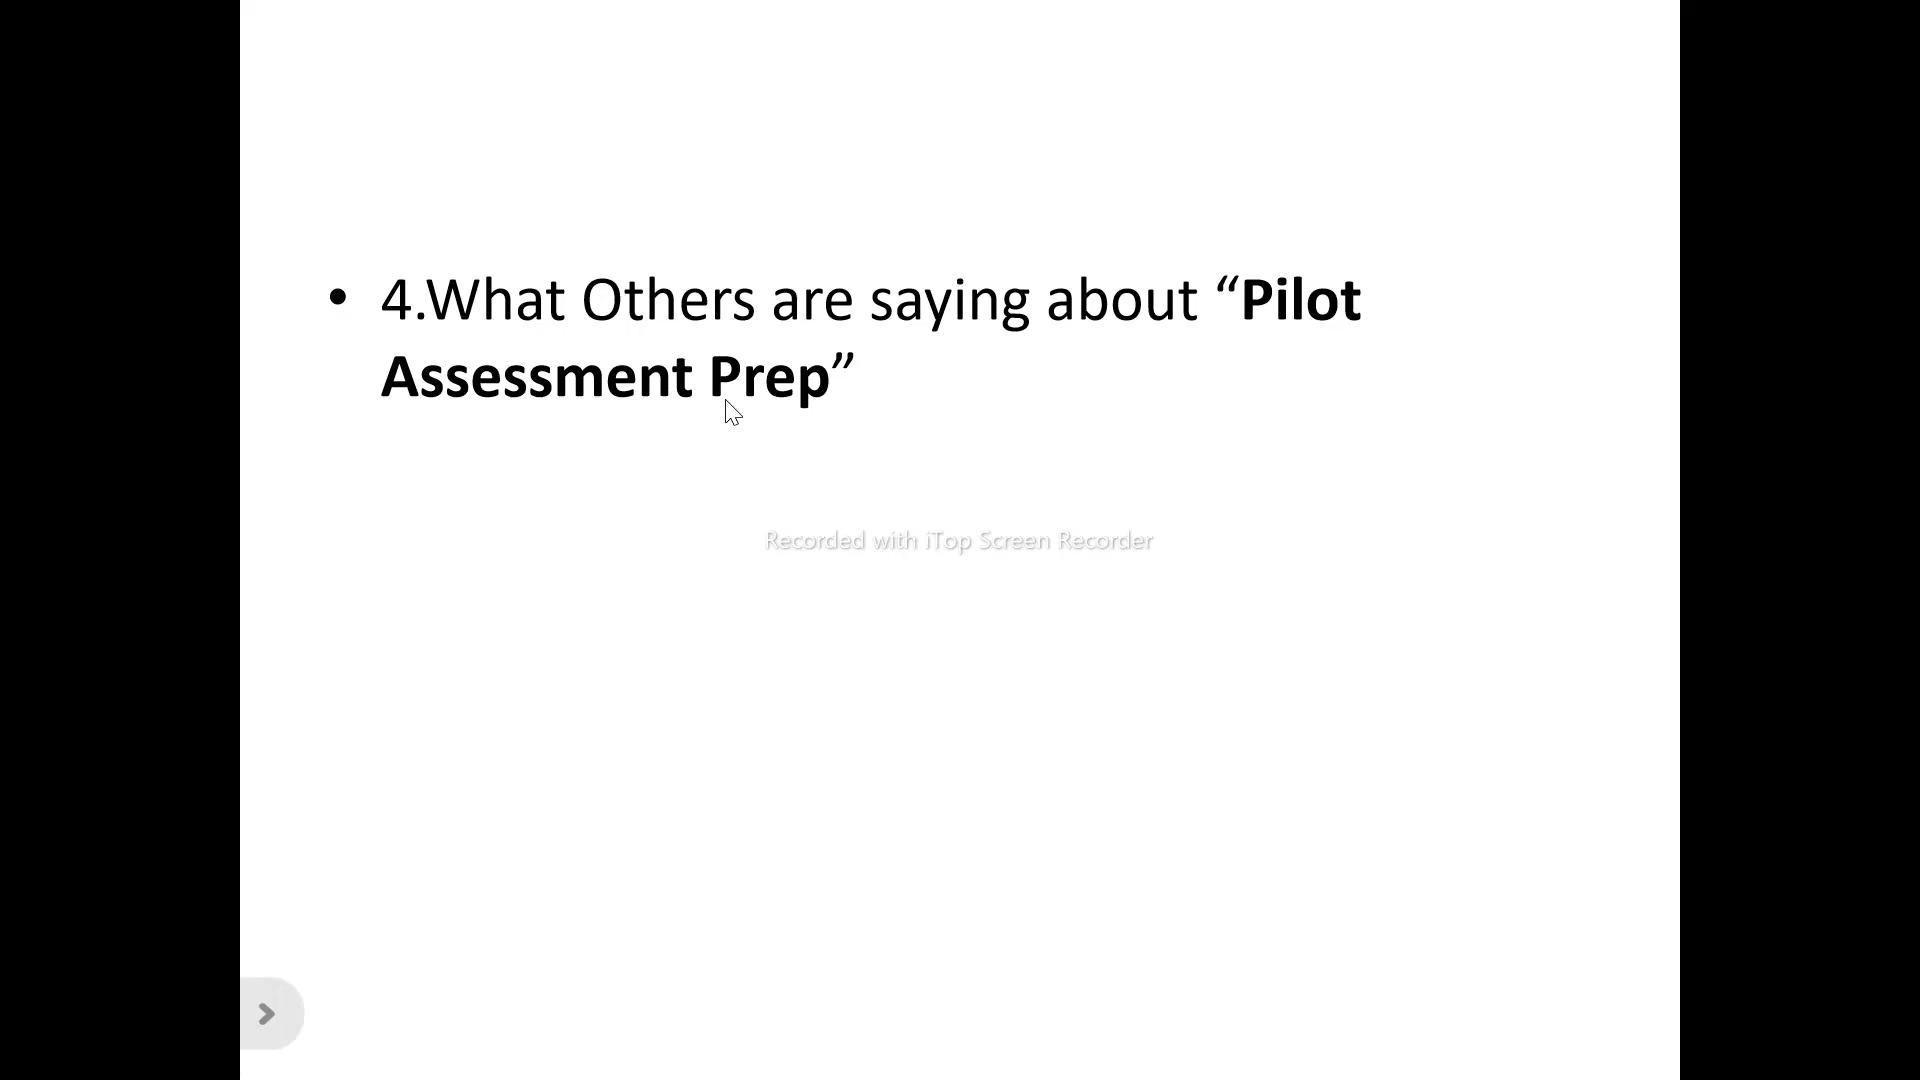 • 4.What Others are saying about “Pilot
Assessment Prep”
Recorded with iTop Screen Recorder